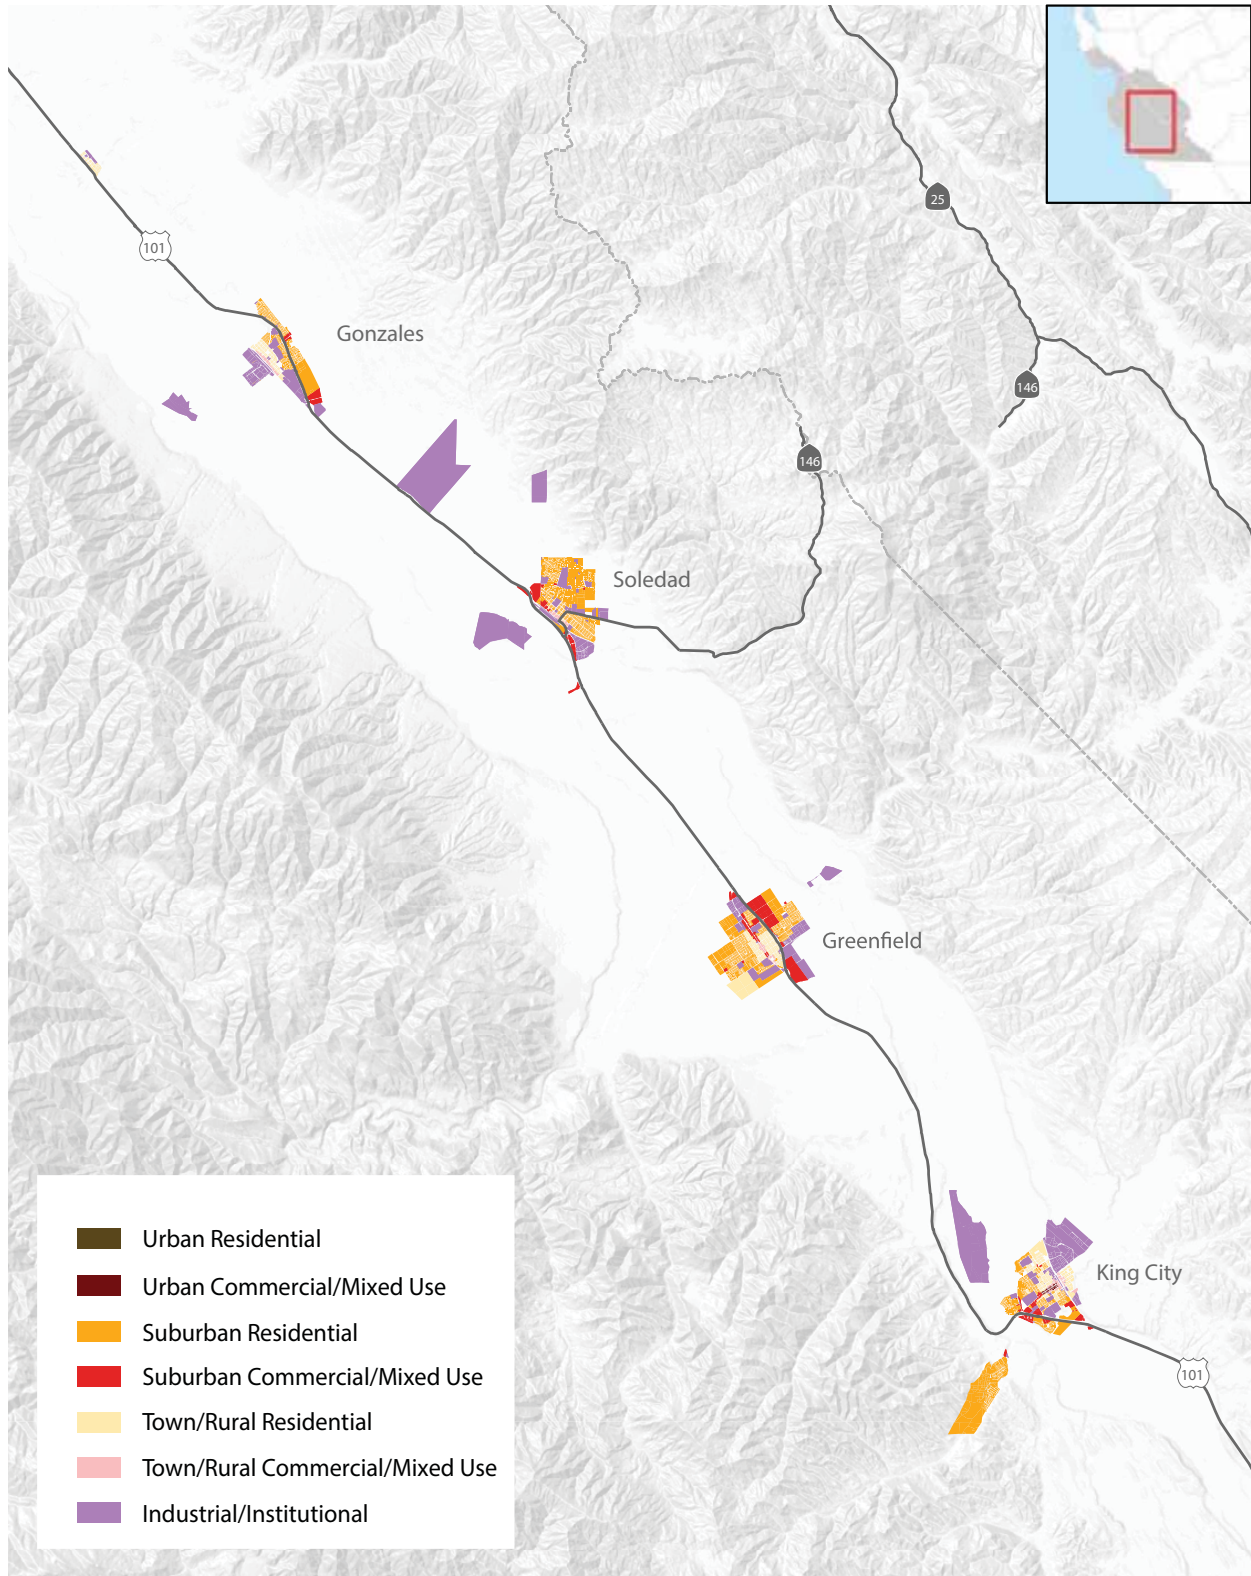 25
101
Gonzales
146
146
Soledad
Greenfield
King City
101
Urban Residential
Urban Commercial/Mixed Use
Suburban Residential
Suburban Commercial/Mixed Use
Town/Rural Residential
Town/Rural Commercial/Mixed Use
Industrial/Institutional